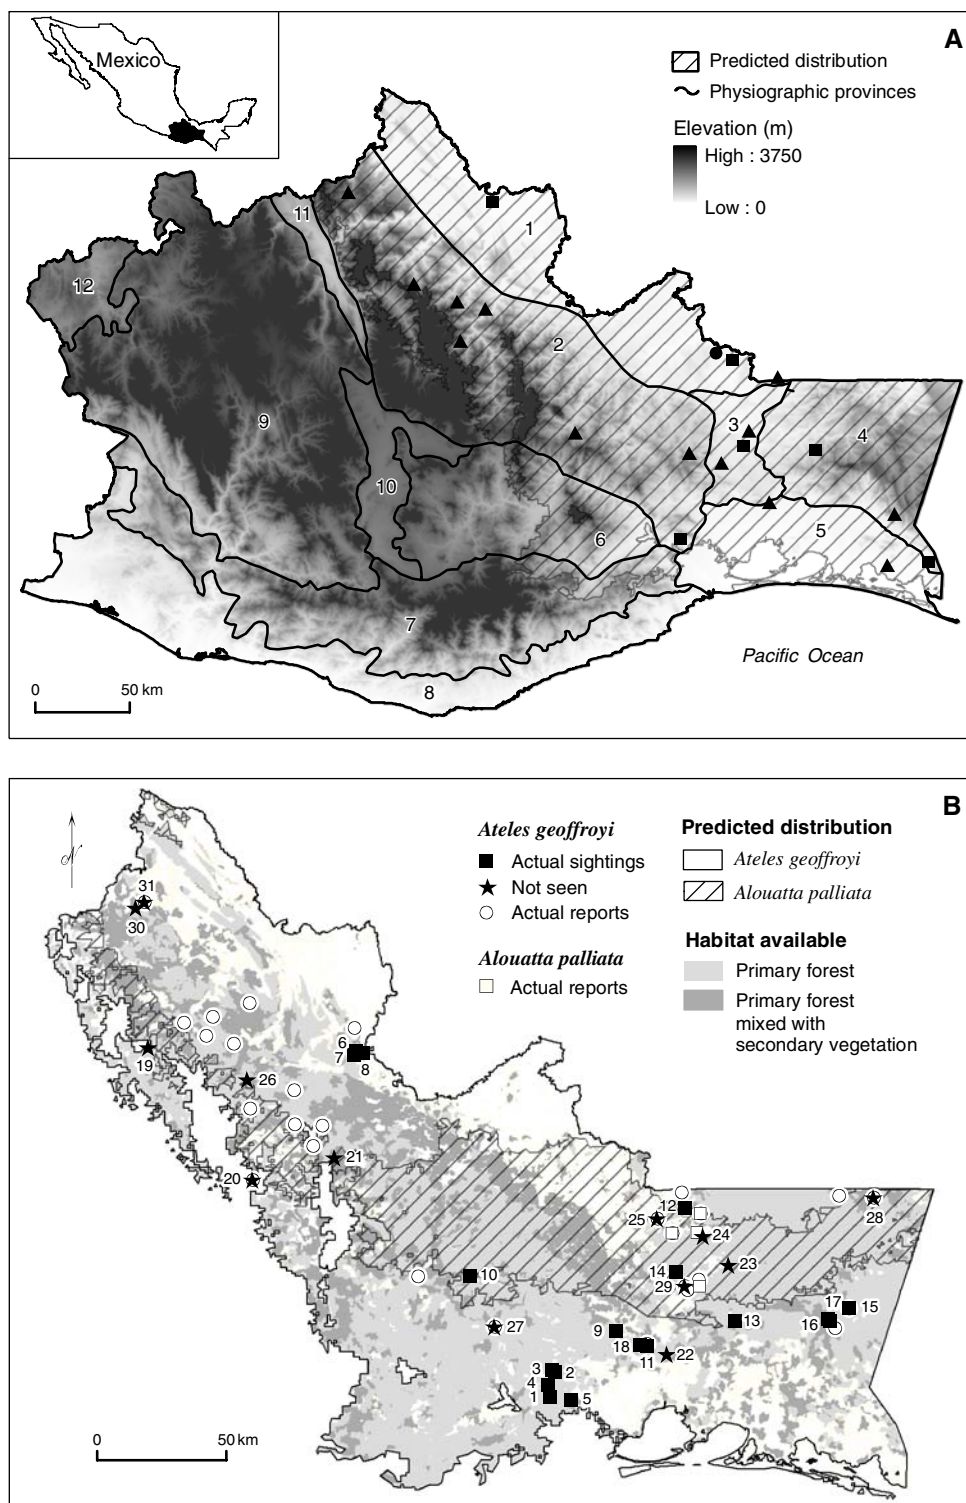 A
Mexico
Predicted distribution
Physiographic provinces
Elevation (m)
High : 3750
Low : 0
11
1
12
2
9
3
4
10
5
6
7
8
Pacific Ocean
0 50 km
B
N
Ateles geoffroyi
Actual sightings
Not seen
Actual reports
Alouatta palliata
Actual reports
Predicted distribution
Ateles geoffroyi
Alouatta palliata
Habitat available
Primary forest
Primary forest
mixed with
secondary vegetation
31
30
6
7
8
19
26
21
20
12
25
24
28
23
14
29
10
17
15
16
13
27
9
18
11
22
3
2
4
1
5
0 50 km